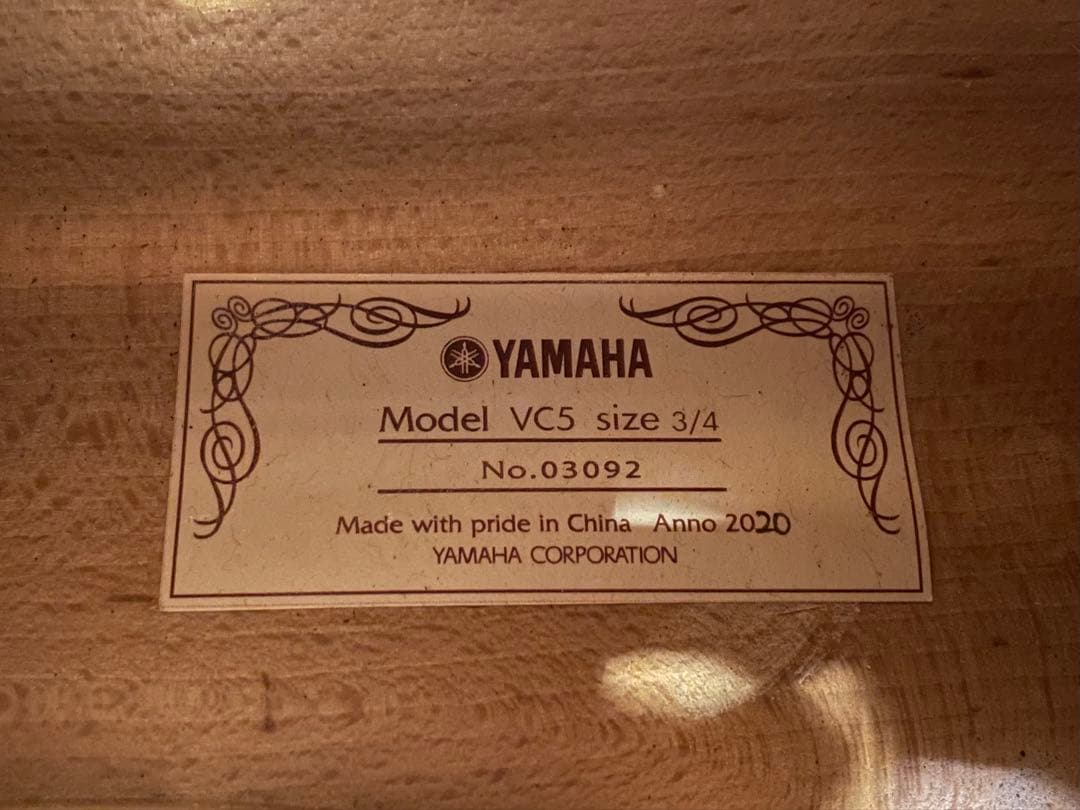 YAMAHA
Model VC5 size 3/4
No.03092
Made with pride in China Anno 2020
YAMAHA CORPORATION